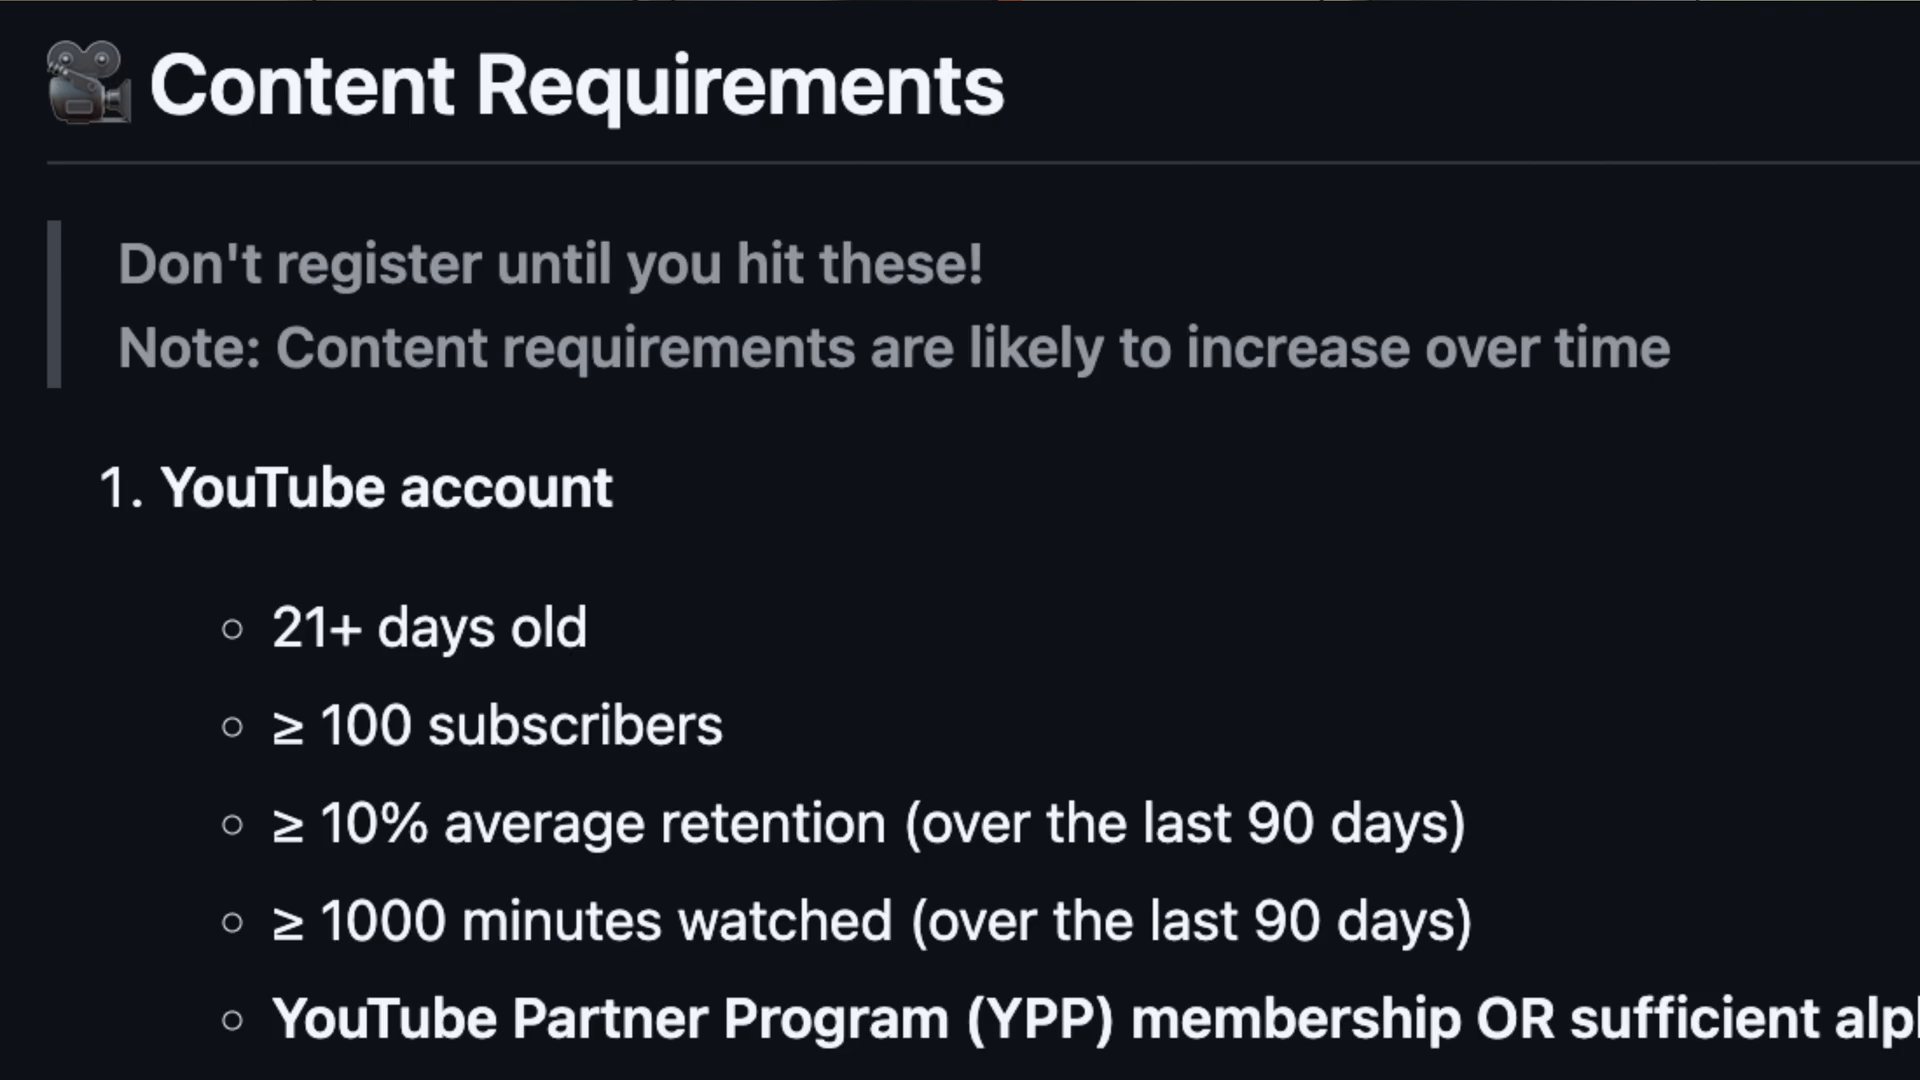 Content Requirements
Don't register until you hit these!
Note: Content requirements are likely to increase over time
1. YouTube account
21+ days old
≥ 100 subscribers
≥ 10% average retention (over the last 90 days)
≥ 1000 minutes watched (over the last 90 days)
YouTube Partner Program (YPP) membership OR sufficient